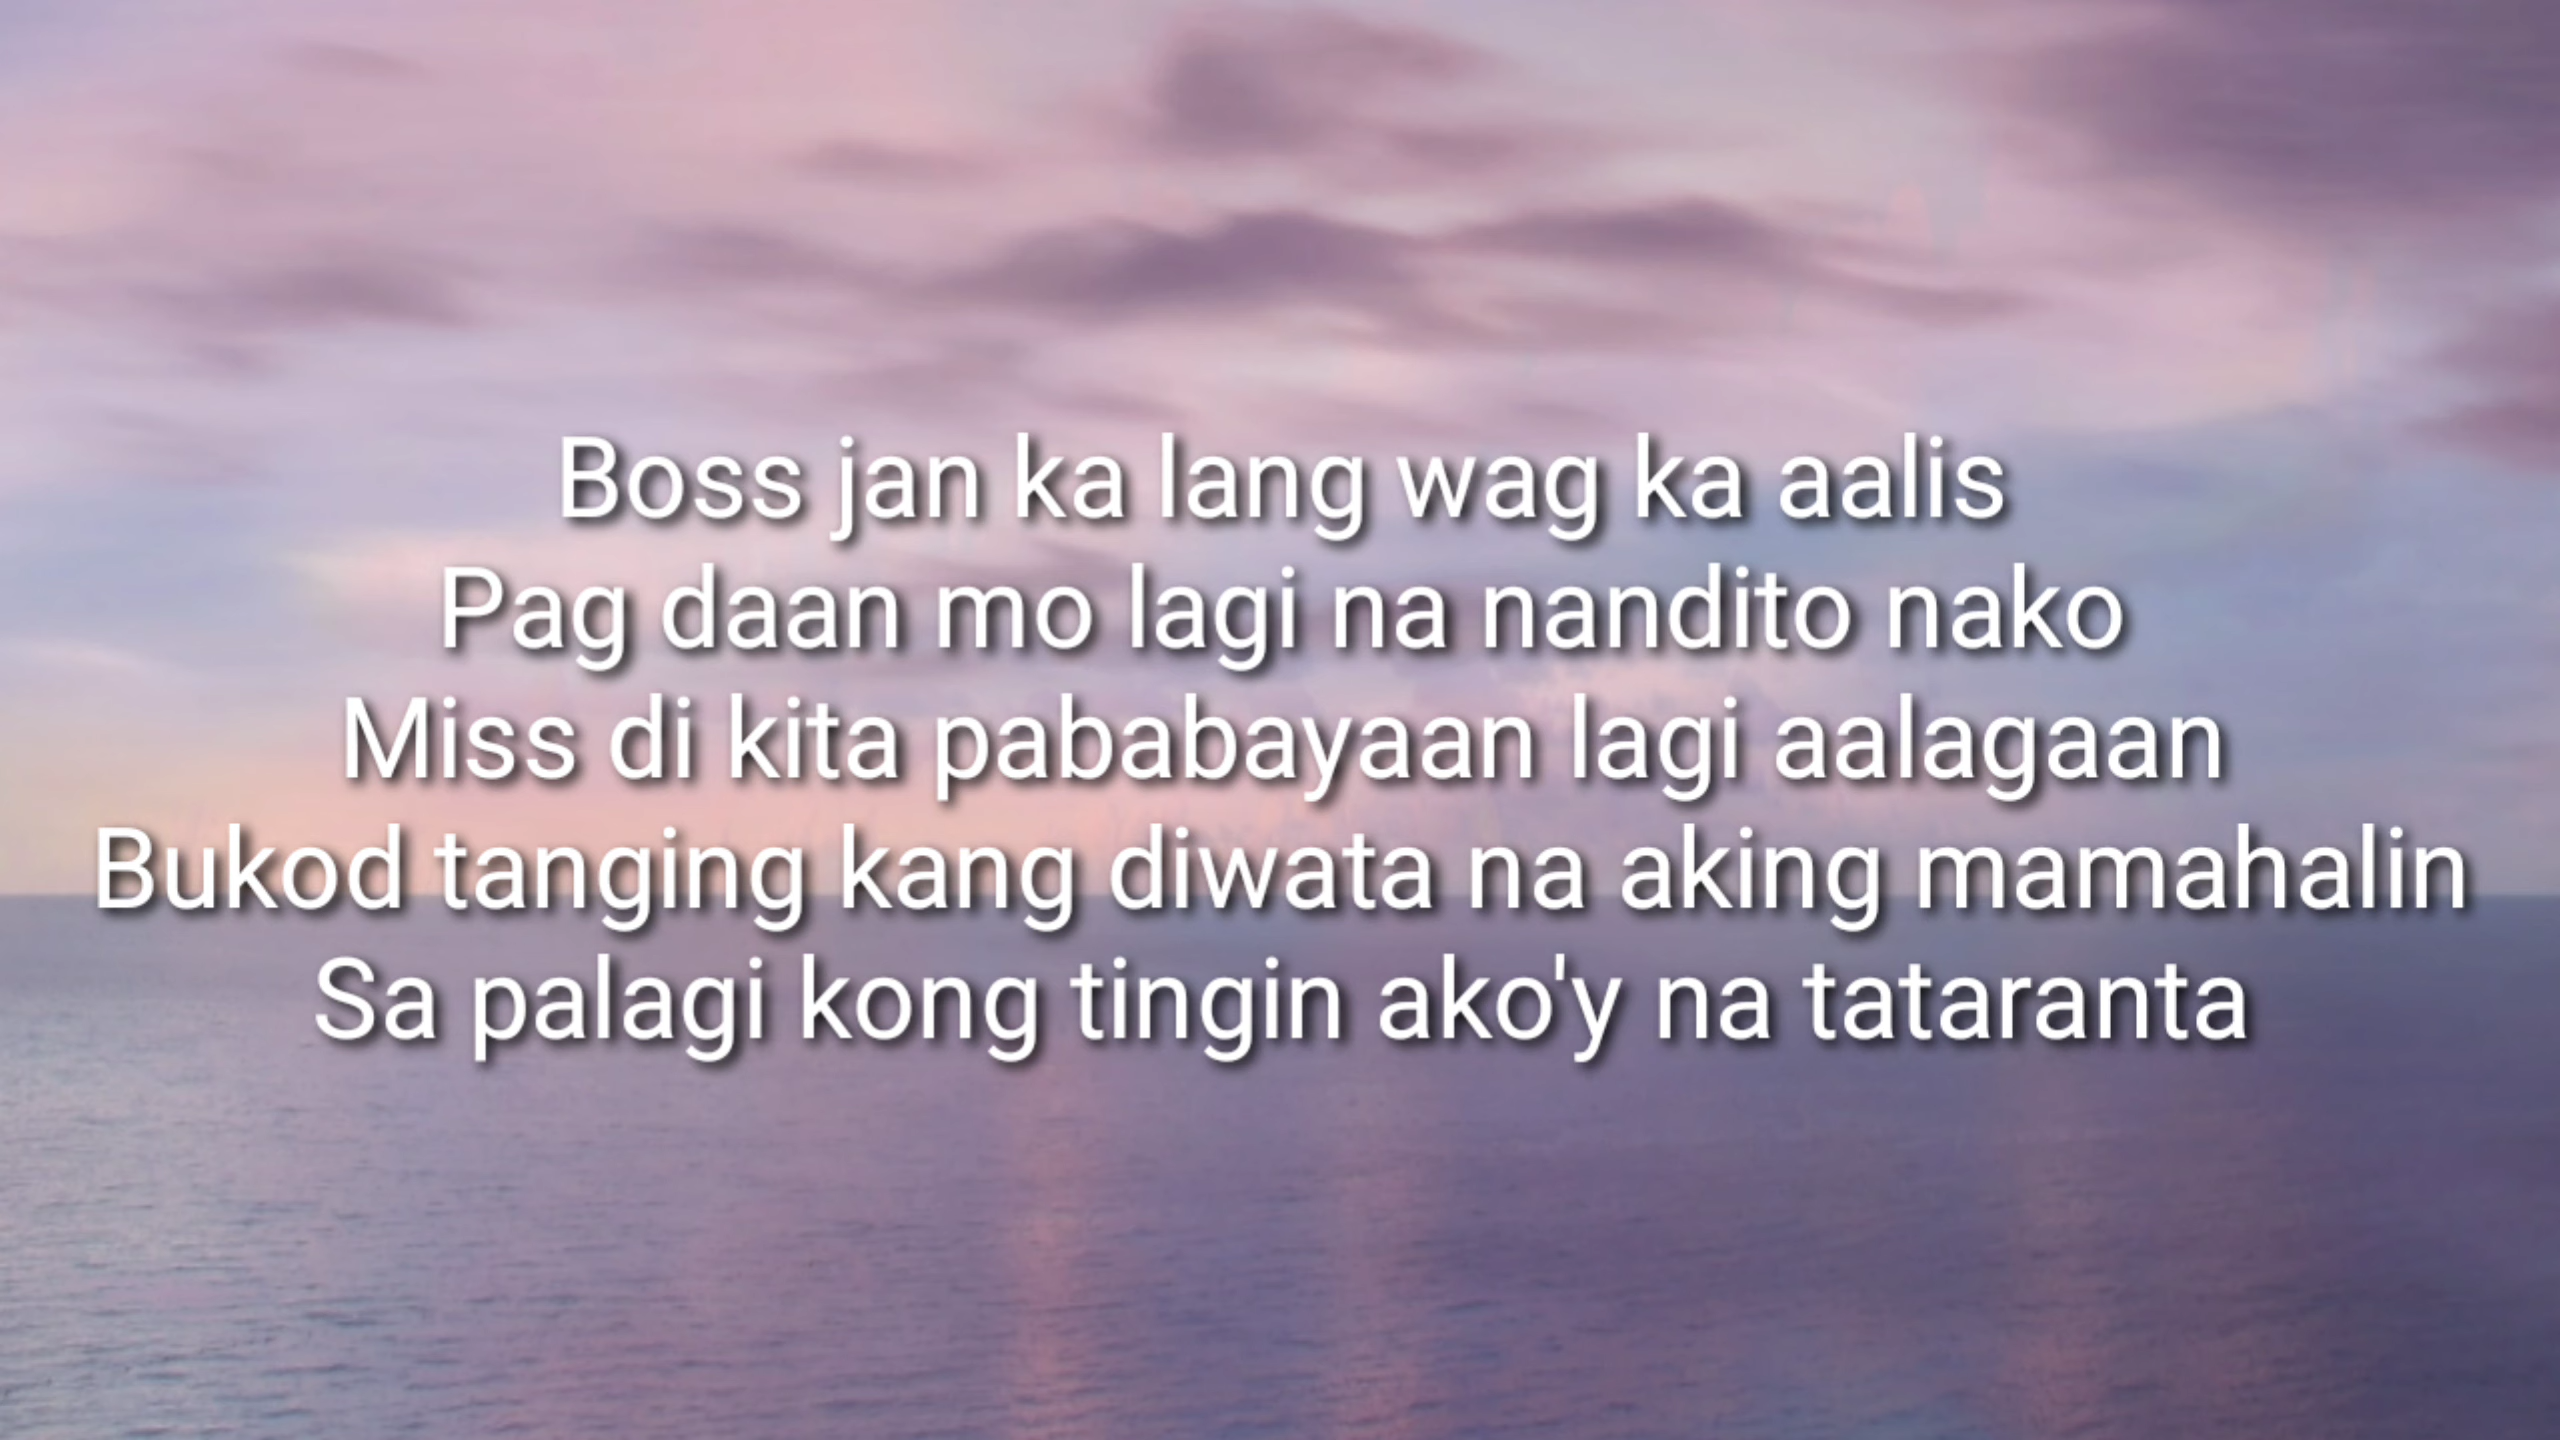 Boss jan ka lang wag ka aalis
Pag daan mo lagi na nandito nako
Miss di kita pababayaan lagi aalagaan
Bukod tanging kang diwata na aking mamahalin
Sa palagi kong tingin ako'y na tataranta